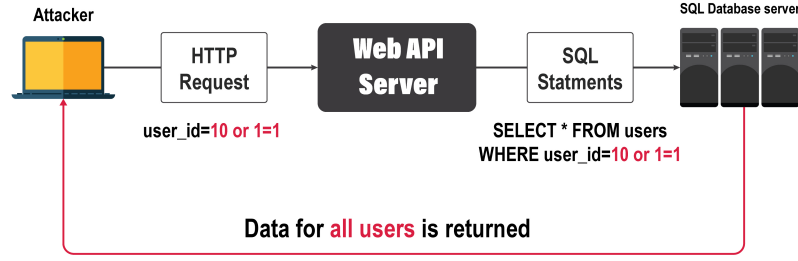 Attacker
SQL Database server
HTTP
Request
Web API
Server
SQL
Statments
user_id=10 or 1=1
SELECT * FROM users
WHERE user_id=10 or 1=1
Data for all users is returned